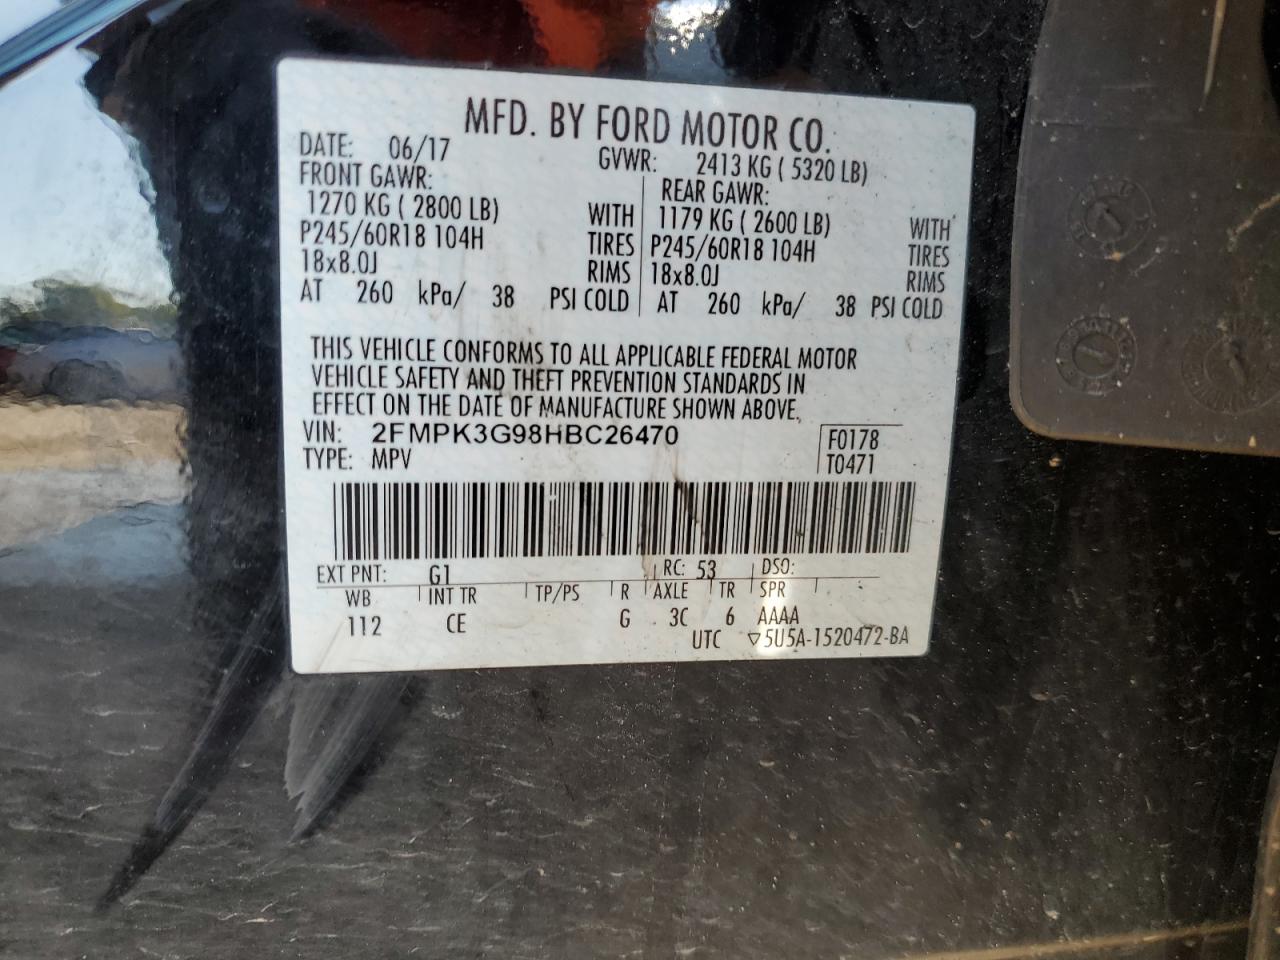 MFD. BY FORD MOTOR CO.
DATE: 06/17 GVWR: 2413 KG ( 5320 LB)
FRONT GAWR: REAR GAWR:
1270 KG ( 2800 LB) WITH 1179 KG ( 2600 LB) WITH
P245/60R18 104H TIRES P245/60R18 104H TIRES
18x8.0J RIMS 18x8.0J RIMS
AT 260 kPa/ 38 PSI COLD AT 260 kPa/ 38 PSI COLD
THIS VEHICLE CONFORMS TO ALL APPLICABLE FEDERAL MOTOR
VEHICLE SAFETY AND THEFT PREVENTION STANDARDS IN
EFFECT ON THE DATE OF MANUFACTURE SHOWN ABOVE.
VIN: 2FMPK3G98HBC26470 F0178
TYPE: MPV T0471
EXT PNT: G1 RC: 53 DSO:
WB INT TR TP/PS R AXLE TR SPR
112 CE G 3C 6 AAAA
UTC ▽5U5A-1520472-BA